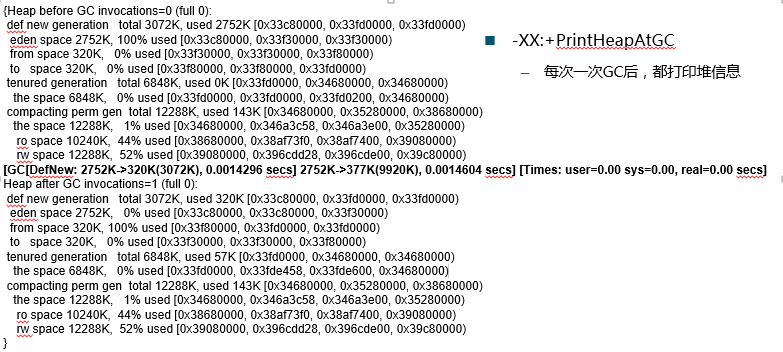 {Heap before GC invocations=0 (full 0):
def new generation   total 3072K, used 2752K [0x33c80000, 0x33fd0000, 0x33fd0000)
eden space 2752K, 100% used [0x33c80000, 0x33f30000, 0x33f30000)
from space 320K,   0% used [0x33f30000, 0x33f30000, 0x33f80000)
to   space 320K,   0% used [0x33f80000, 0x33f80000, 0x33fd0000)
tenured generation   total 6848K, used 0K [0x33fd0000, 0x34680000, 0x38680000)
the space 6848K,   0% used [0x33fd0000, 0x33fd0000, 0x33fd0200, 0x34680000)
compacting perm gen  total 12288K, used 143K [0x34680000, 0x35280000, 0x38680000)
the space 12288K,   1% used [0x34680000, 0x346a3c58, 0x346a3e00, 0x35280000)
ro space 10240K,  44% used [0x38680000, 0x38af73f0, 0x38af7400, 0x39080000)
rw space 12288K,  52% used [0x39080000, 0x396cdd28, 0x396cde00, 0x39c80000)
[GC[DefNew: 2752K->320K(3072K), 0.0014296 secs] 2752K->377K(9920K), 0.0014604 secs] [Times: user=0.00 sys=0.00, real=0.00 secs]
Heap after GC invocations=1 (full 0):
def new generation   total 3072K, used 320K [0x33c80000, 0x33fd0000, 0x33fd0000)
eden space 2752K,   0% used [0x33c80000, 0x33c80000, 0x33f30000)
from space 320K, 100% used [0x33f80000, 0x33fd0000, 0x33fd0000)
to   space 320K,   0% used [0x33f30000, 0x33f30000, 0x33f80000)
tenured generation   total 6848K, used 57K [0x33fd0000, 0x34680000, 0x38680000)
the space 6848K,   0% used [0x33fd0000, 0x33fde458, 0x33fde600, 0x34680000)
compacting perm gen  total 12288K, used 143K [0x34680000, 0x35280000, 0x38680000)
the space 12288K,   1% used [0x34680000, 0x346a3c58, 0x346a3e00, 0x35280000)
ro space 10240K,  44% used [0x38680000, 0x38af73f0, 0x38af7400, 0x39080000)
rw space 12288K,  52% used [0x39080000, 0x396cdd28, 0x396cde00, 0x39c80000)
}
-XX:+PrintHeapAtGC
– 每次一次GC后，都打印堆信息